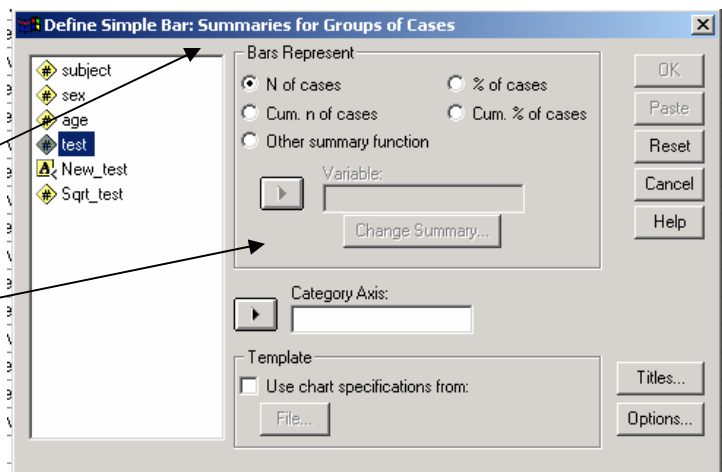 Define Simple Bar: Summaries for Groups of Cases
subject
sex
age
test
New_test
Sqrt_test
Bars Represent
N of cases
% of cases
Cum. n of cases
Cum. % of cases
Other summary function
Variable:
Change Summary...
Category Axis:
Template
Use chart specifications from:
File...
OK
Paste
Reset
Cancel
Help
Titles...
Options...